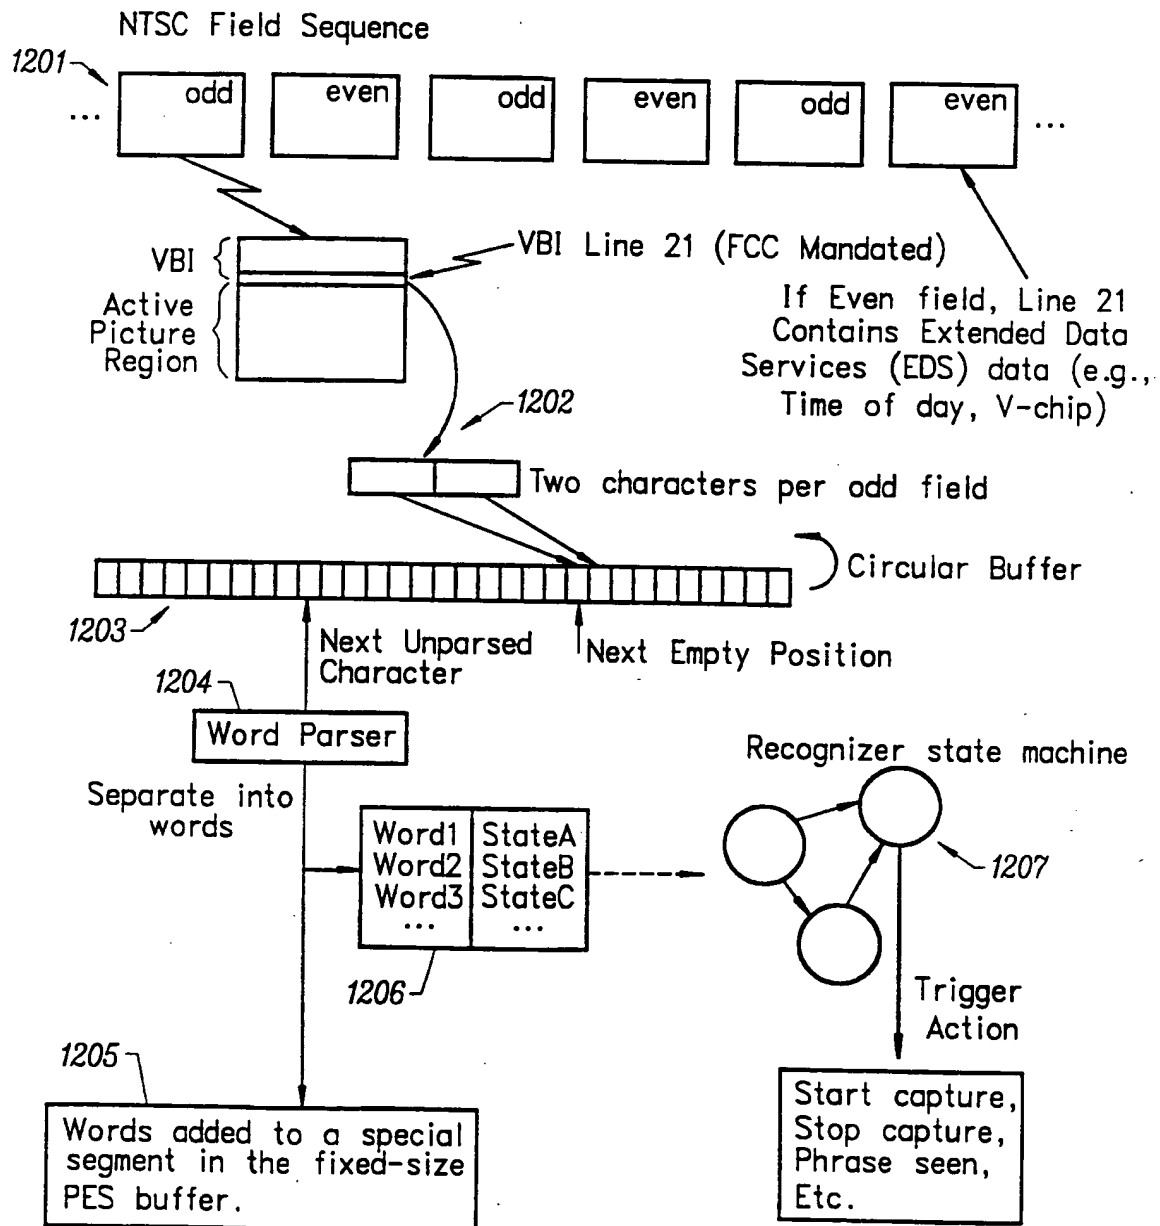 NTSC Field Sequence
1201
... odd even odd even odd even ...
VBI
VBI Line 21 (FCC Mandated)
Active
Picture
Region
If Even field, Line 21
Contains Extended Data
Services (EDS) data (e.g.,
Time of day, V-chip)
1202
Two characters per odd field
Circular Buffer
1203
Next Unparsed
Character
Next Empty Position
1204
Word Parser
Separate into
words
Recognizer state machine
Word1 StateA
Word2 StateB
Word3 StateC
... ...
1206
1207
Trigger
Action
1205
Words added to a special
segment in the fixed-size
PES buffer.
Start capture,
Stop capture,
Phrase seen,
Etc.